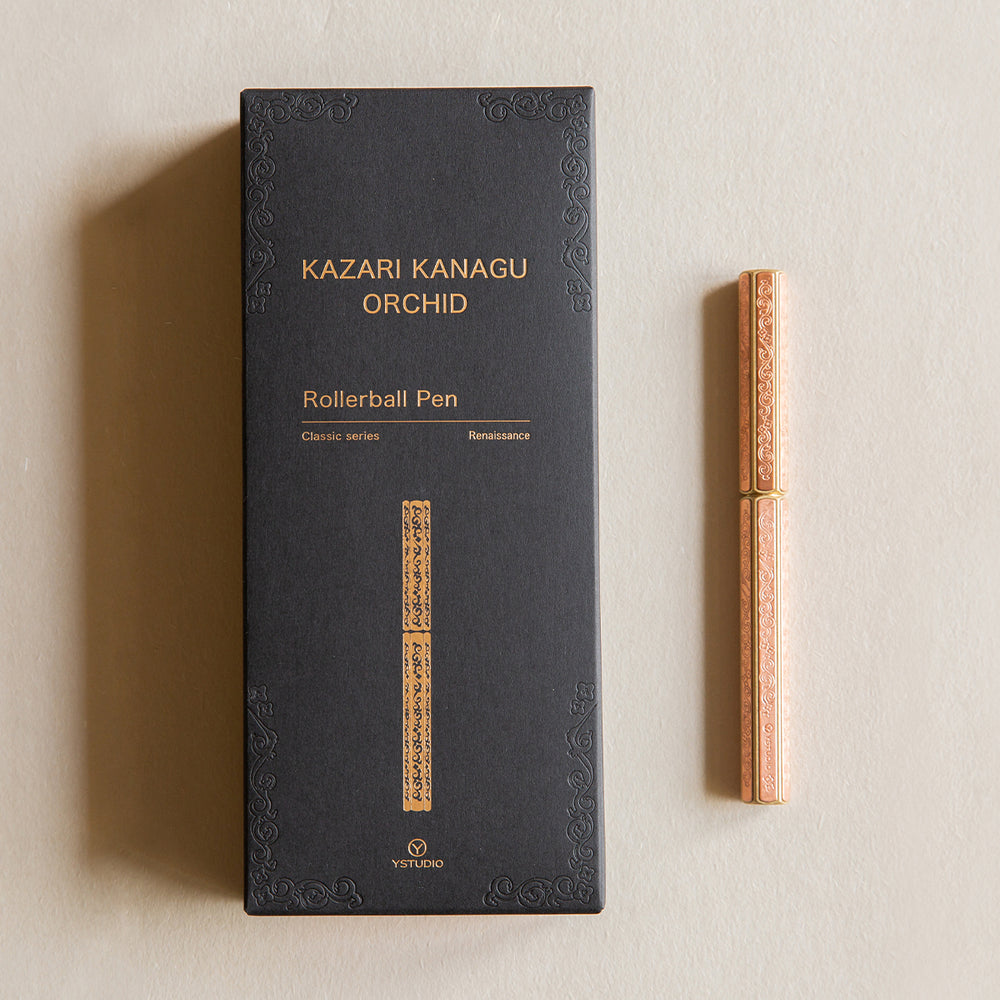 KAZARI KANAGU
ORCHID
Rollerball Pen
Classic series Renaissance
YSTUDIO